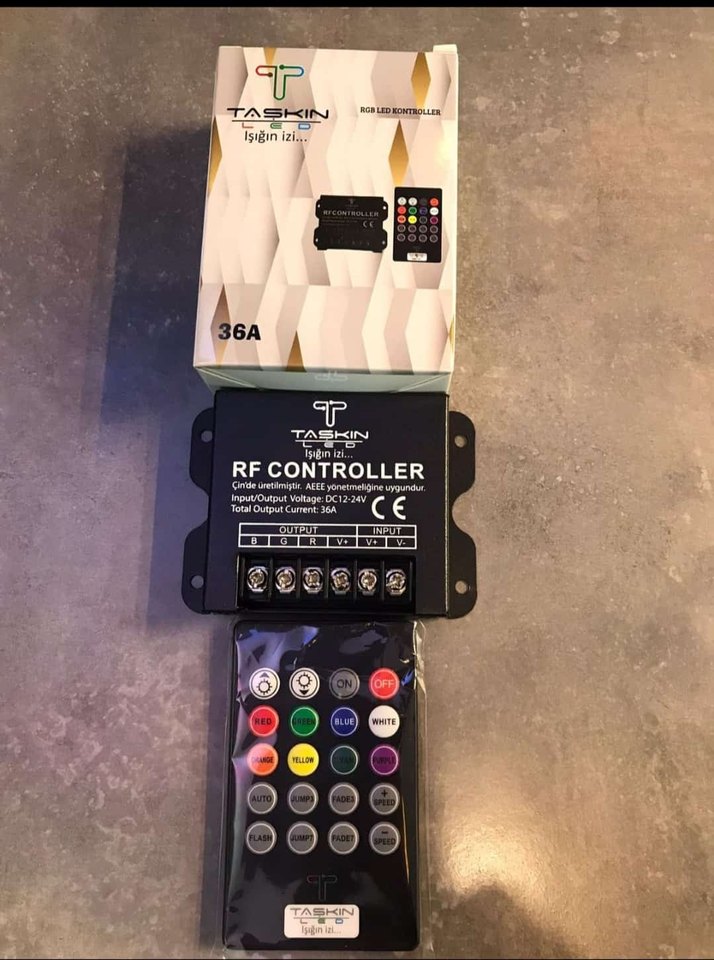 TASKIN
LED
Işığın izi...
RGB LED KONTROLLER
RF CONTROLLER
CE
36A
TASKIN
LED
Işığın izi...
RF CONTROLLER
Çin'de üretilmiştir. AEEE yönetmeliğine uygundur.
Input/Output Voltage: DC12-24V
Total Output Current: 36A
CE
OUTPUT INPUT
B G R V+ V+ V-
ON OFF
RED GREEN BLUE WHITE
ORANGE YELLOW CYAN PURPLE
AUTO JUMP3 FADE3 + SPEED
FLASH JUMP7 FADE7 - SPEED
TASKIN
LED
Işığın izi...